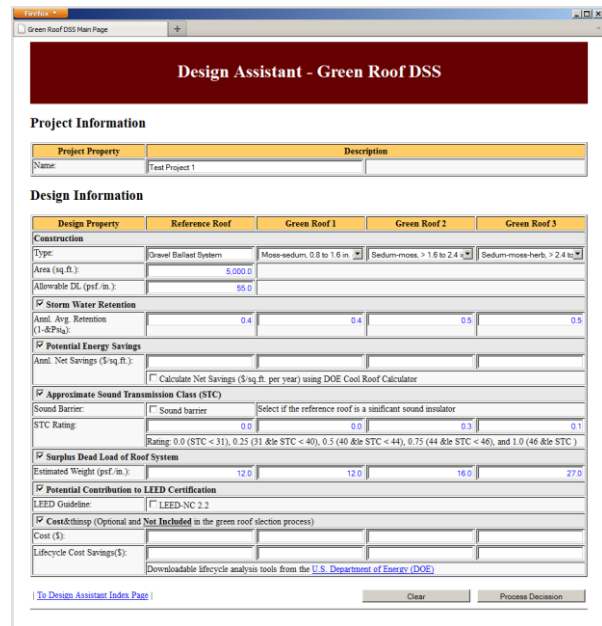 Firefox
Green Roof DSS Main Page
Design Assistant - Green Roof DSS
Project Information
Project Property Description
Name: Test Project 1
Design Information
Design Property Reference Roof Green Roof 1 Green Roof 2 Green Roof 3
Construction
Type: Gravel Ballast System Moss-sedum, 0.8 to 1.6 in. Sedum-moss, > 1.6 to 2.4 i Sedum-moss-herb, > 2.4 to
Area (sq.ft.): 5,000.0
Allowable DL (psf./in.): 55.0
Storm Water Retention
Annl. Avg. Retention 0.4 0.4 0.5 0.5
(1-&Psia):
Potential Energy Savings
Annl. Net Savings ($/sq.ft.):
Calculate Net Savings ($/sq.ft. per year) using DOE Cool Roof Calculator
Approximate Sound Transmission Class (STC)
Sound Barrier: Sound barrier Select if the reference roof is a sinificant sound insulator
STC Rating: 0.0 0.0 0.3 0.1
Rating: 0.0 (STC < 31), 0.25 (31 &le STC < 40), 0.5 (40 &le STC < 44), 0.75 (44 &le STC < 46), and 1.0 (46 &le STC )
Surplus Dead Load of Roof System
Estimated Weight (psf./in.): 12.0 12.0 16.0 27.0
Potential Contribution to LEED Certification
LEED Guideline: LEED-NC 2.2
Cost&thinsp (Optional and Not Included in the green roof slection process)
Cost ($):
Lifecycle Cost Savings($):
Downloadable lifecycle analysis tools from the U.S. Department of Energy (DOE)
| To Design Assistant Index Page | Clear Process Decission